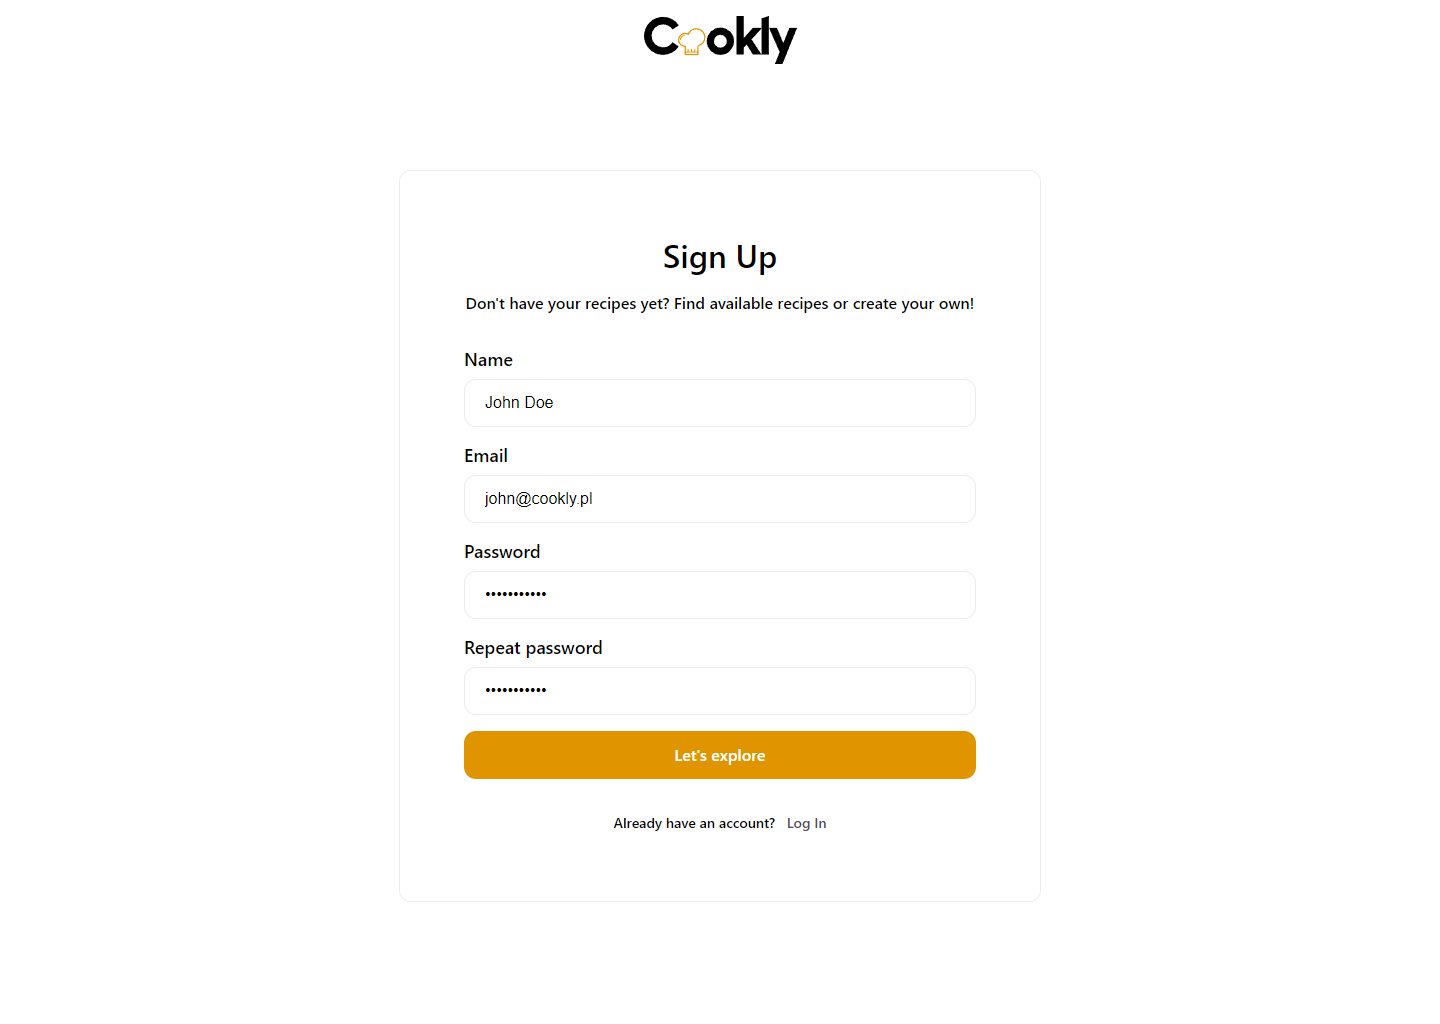 Cookly
Sign Up
Don't have your recipes yet? Find available recipes or create your own!
Name
John Doe
Email
john@cookly.pl
Password
•••••••••••
Repeat password
•••••••••••
Let's explore
Already have an account? Log In